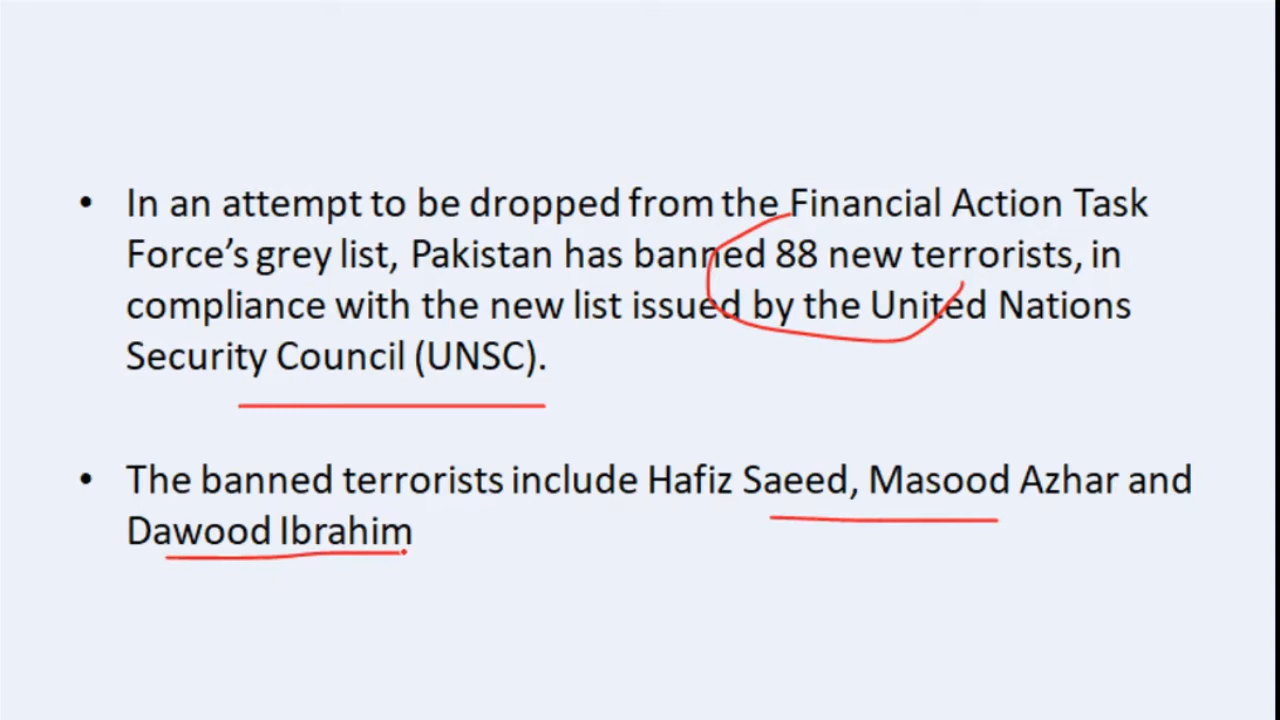 • In an attempt to be dropped from the Financial Action Task
Force’s grey list, Pakistan has banned 88 new terrorists, in
compliance with the new list issued by the United Nations
Security Council (UNSC).
• The banned terrorists include Hafiz Saeed, Masood Azhar and
Dawood Ibrahim